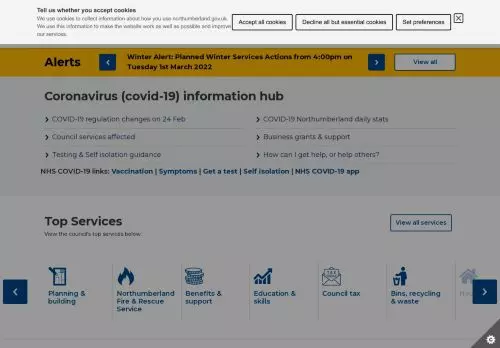 Tell us whether you accept cookies
We use cookies to collect information about how you use northumberland.gov.uk.
We use this information to make the website work as well as possible and improve
our services.
Accept all cookies
Decline all but essential cookies
Set preferences
Alerts
Winter Alert: Planned Winter Services Actions from 4:00pm on
Tuesday 1st March 2022
View all
Coronavirus (covid-19) information hub
COVID-19 regulation changes on 24 Feb
COVID-19 Northumberland daily stats
Council services affected
Business grants & support
Testing & Self isolation guidance
How can I get help, or help others?
NHS COVID-19 links: Vaccination | Symptoms | Get a test | Self isolation | NHS COVID-19 app
Top Services
View the council's top services below.
View all services
Planning &
building
Northumberland
Fire & Rescue
Service
Benefits &
support
Education &
skills
Council tax
Bins, recycling
& waste